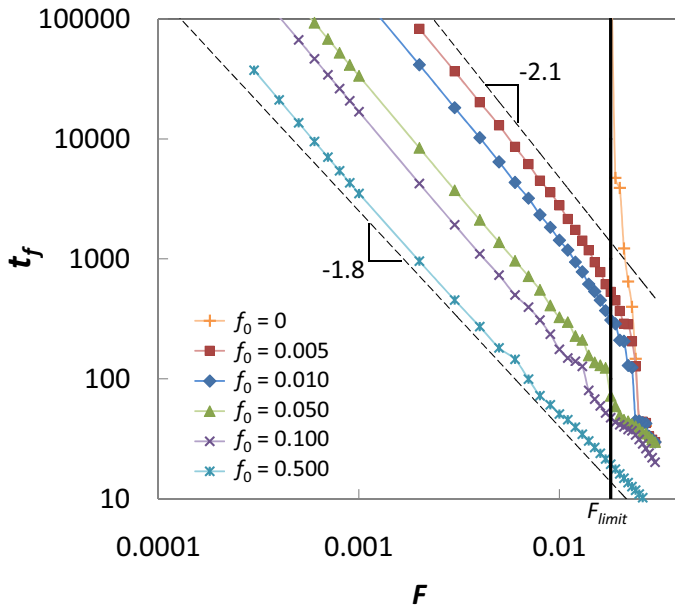 100000
-2.1
10000
t_f
1000
-1.8
f_0 = 0
f_0 = 0.005
f_0 = 0.010
100
f_0 = 0.050
f_0 = 0.100
f_0 = 0.500
10
F_limit
0.0001
0.001
0.01
F